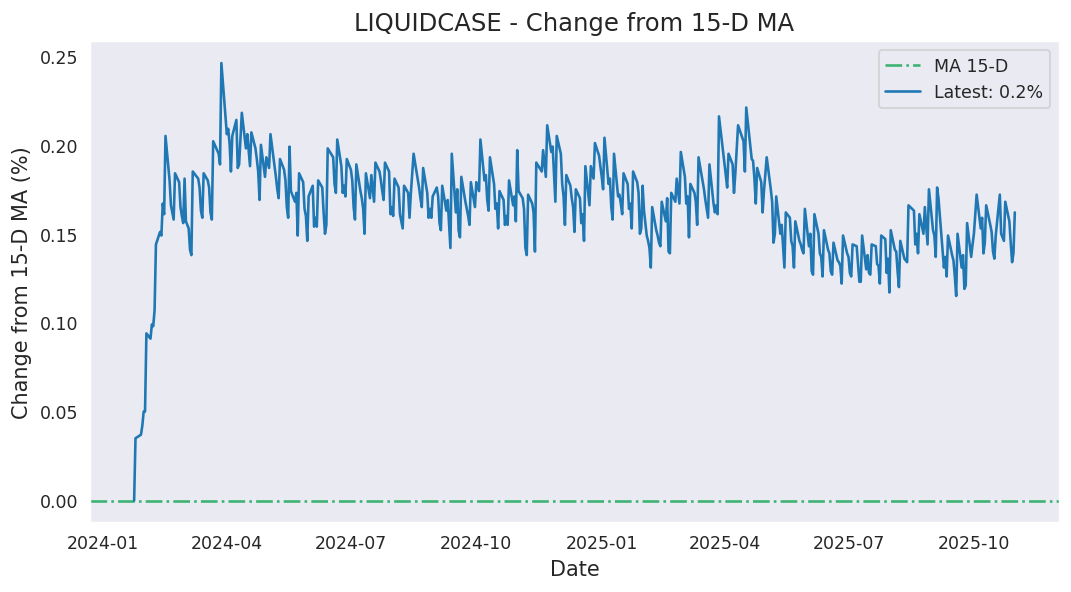 LIQUIDCASE - Change from 15-D MA
MA 15-D
Latest: 0.2%
Change from 15-D MA (%)
0.25
0.20
0.15
0.10
0.05
0.00
2024-01 2024-04 2024-07 2024-10 2025-01 2025-04 2025-07 2025-10
Date